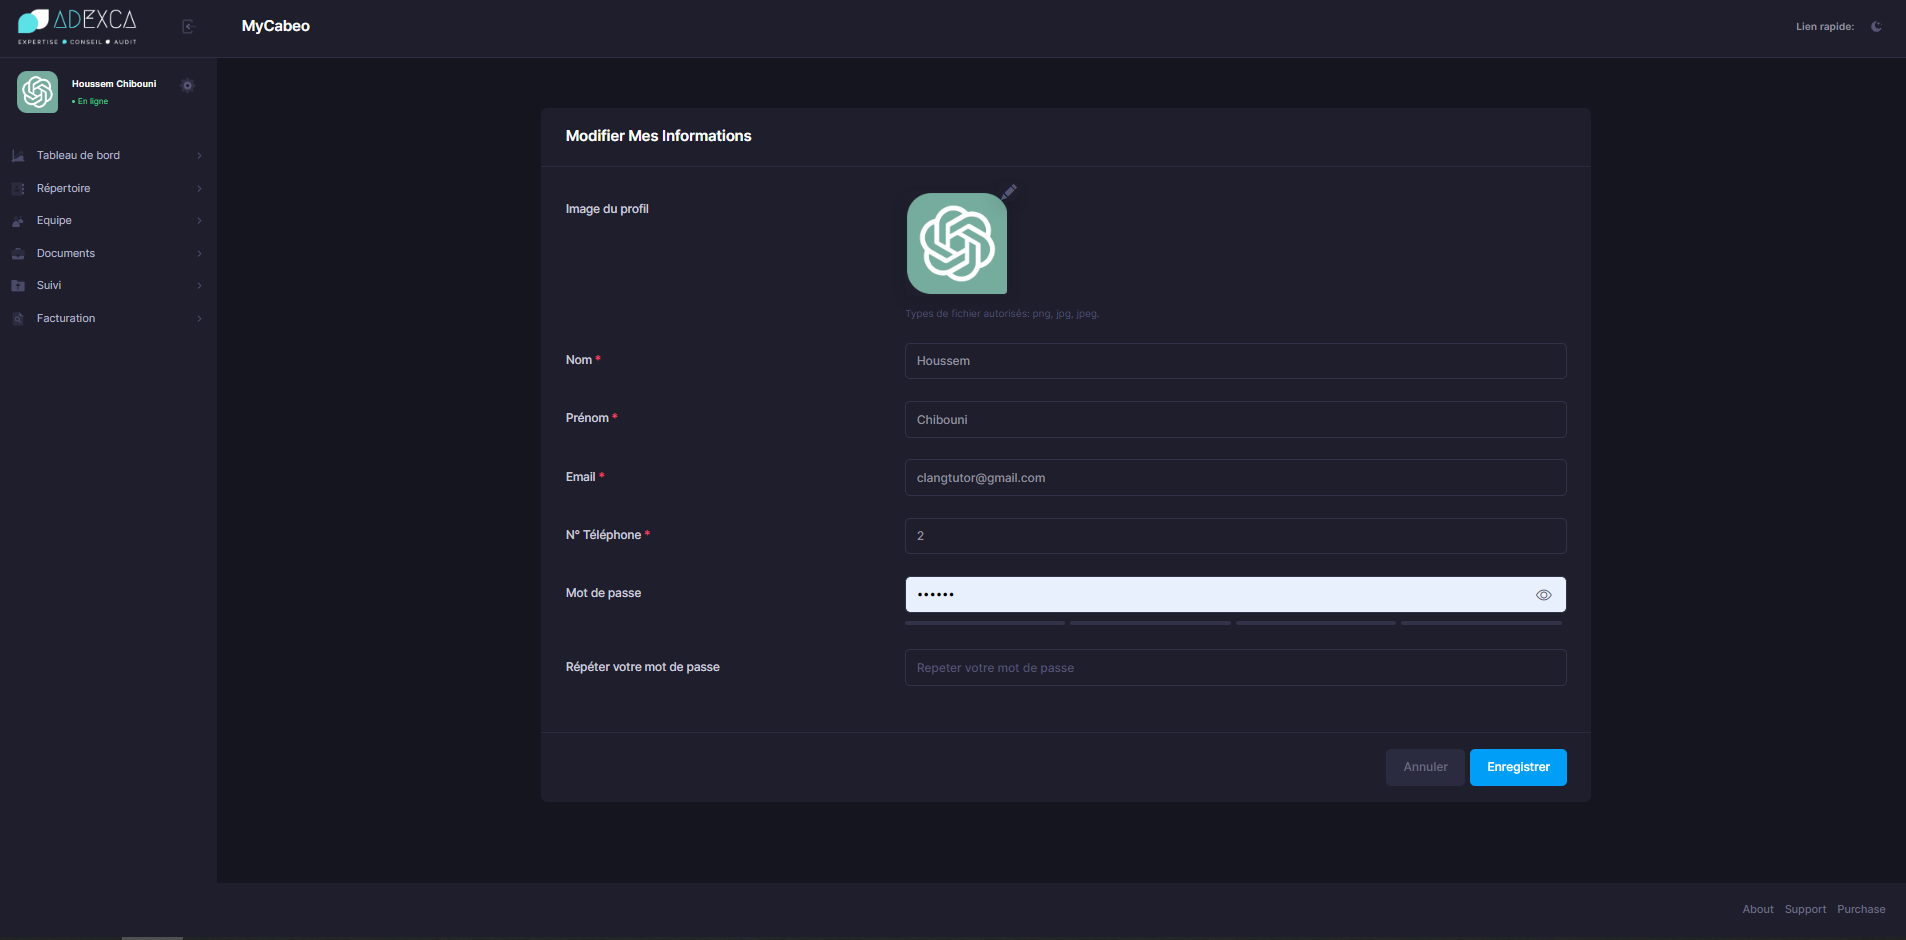 ADEXCA
EXPERTISE • CONSEIL • AUDIT
MyCabeo
Lien rapide:
Houssem Chibouni
• En ligne
Tableau de bord
Répertoire
Equipe
Documents
Suivi
Facturation
Modifier Mes Informations
Image du profil
Types de fichier autorisés: png, jpg, jpeg.
Nom *
Houssem
Prénom *
Chibouni
Email *
clangtutor@gmail.com
N° Téléphone *
2
Mot de passe
••••••
Répéter votre mot de passe
Repeter votre mot de passe
Annuler
Enregistrer
About Support Purchase